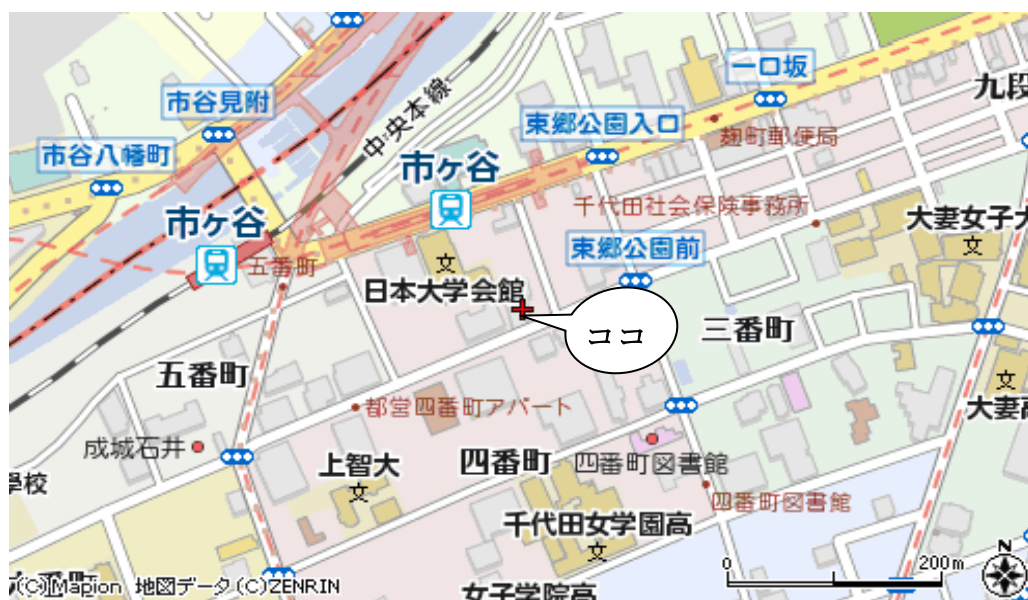 一口坂
九段
市谷見附
東郷公園入口
中央本線
麹町郵便局
市谷八幡町
市ヶ谷
千代田社会保険事務所
市ヶ谷
大妻女子大
文
東郷公園前
文
五番町
日本大学会館
ココ
三番町
五番町
文
都営四番町アパート
大妻高
成城石井
上智大
四番町
四番町図書館
学校
文
四番町図書館
千代田女学園高
文
N
200m
0
(C)Mapion 地図データ(C)ZENRIN
女子学院高